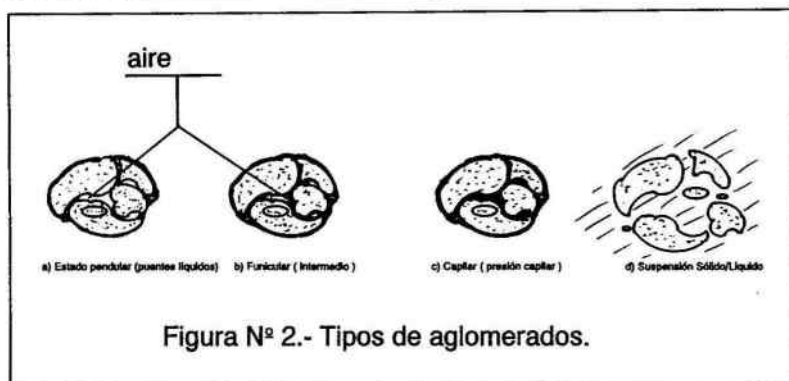 aire
a) Estado pendular (puentes líquidos) b) Funicular ( Intermedio ) c) Capilar ( presión capilar ) d) Suspensión Sólido/Líquido
Figura Nº 2.- Tipos de aglomerados.